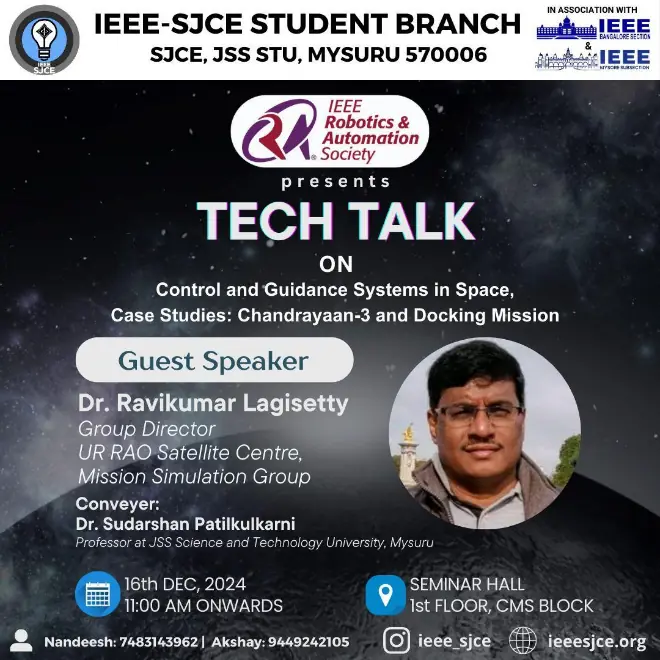 IEEE-SJCE STUDENT BRANCH
SJCE, JSS STU, MYSURU 570006
IEEE
SJCE
IN ASSOCIATION WITH
IEEE
BANGALORE SECTION
&
IEEE
MYSORE SUBSECTION
IEEE
Robotics &
Automation
Society
®
presents
TECH TALK
ON
Control and Guidance Systems in Space,
Case Studies: Chandrayaan-3 and Docking Mission
Guest Speaker
Dr. Ravikumar Lagisetty
Group Director
UR RAO Satellite Centre,
Mission Simulation Group
Conveyer:
Dr. Sudarshan Patilkulkarni
Professor at JSS Science and Technology University, Mysuru
16th DEC, 2024
11:00 AM ONWARDS
SEMINAR HALL
1st FLOOR, CMS BLOCK
Nandeesh: 7483143962 | Akshay: 9449242105
ieee_sjce
ieeesjce.org